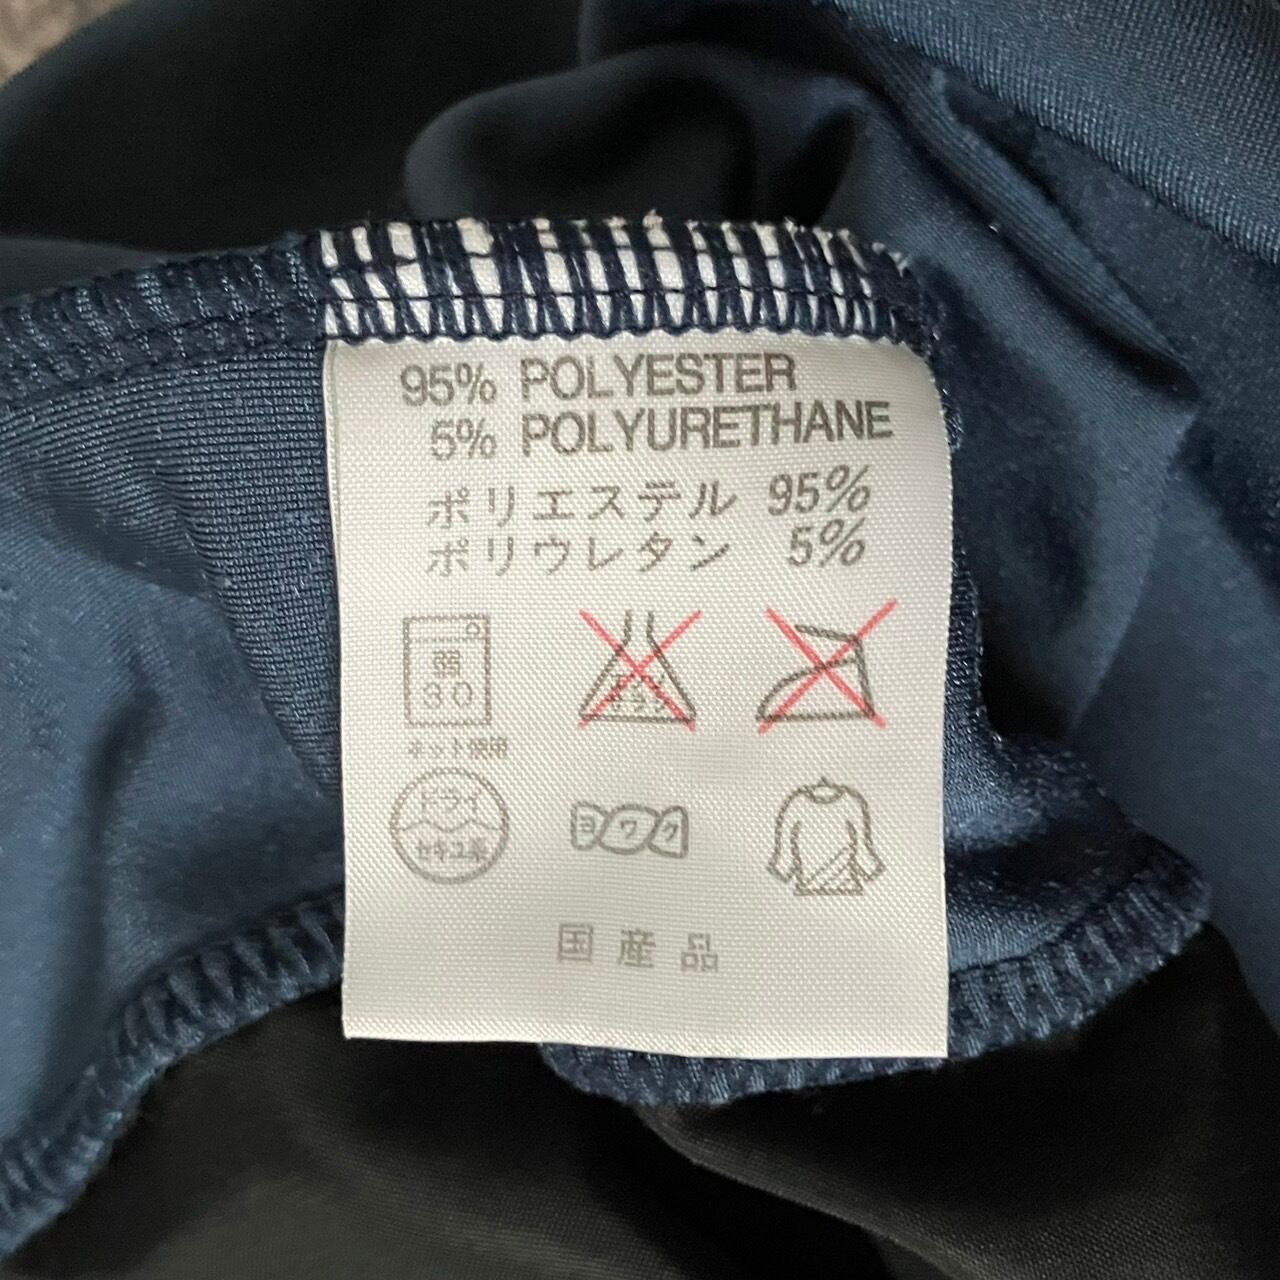 95% POLYESTER
5% POLYURETHANE
ポリエステル 95%
ポリウレタン 5%
弱
30
ネット使用
ドライ
セキユ系
ヨワク
国産品